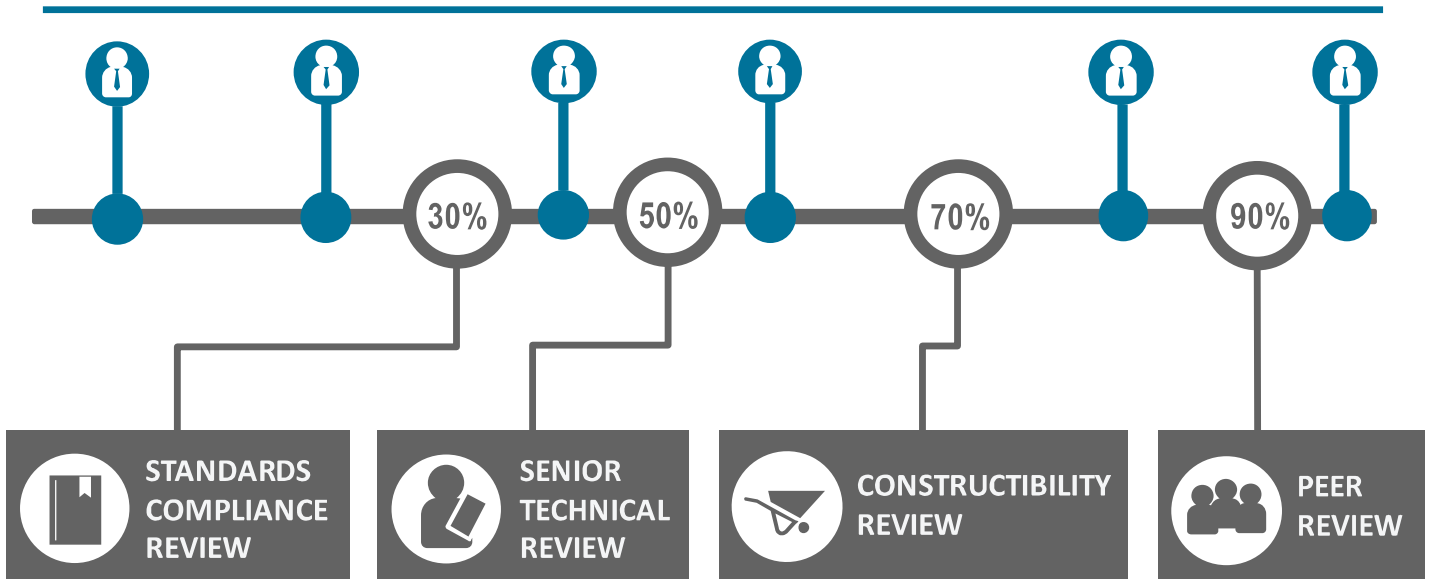 30%
50%
70%
90%
STANDARDS
COMPLIANCE
REVIEW
SENIOR
TECHNICAL
REVIEW
CONSTRUCTIBILITY
REVIEW
PEER
REVIEW